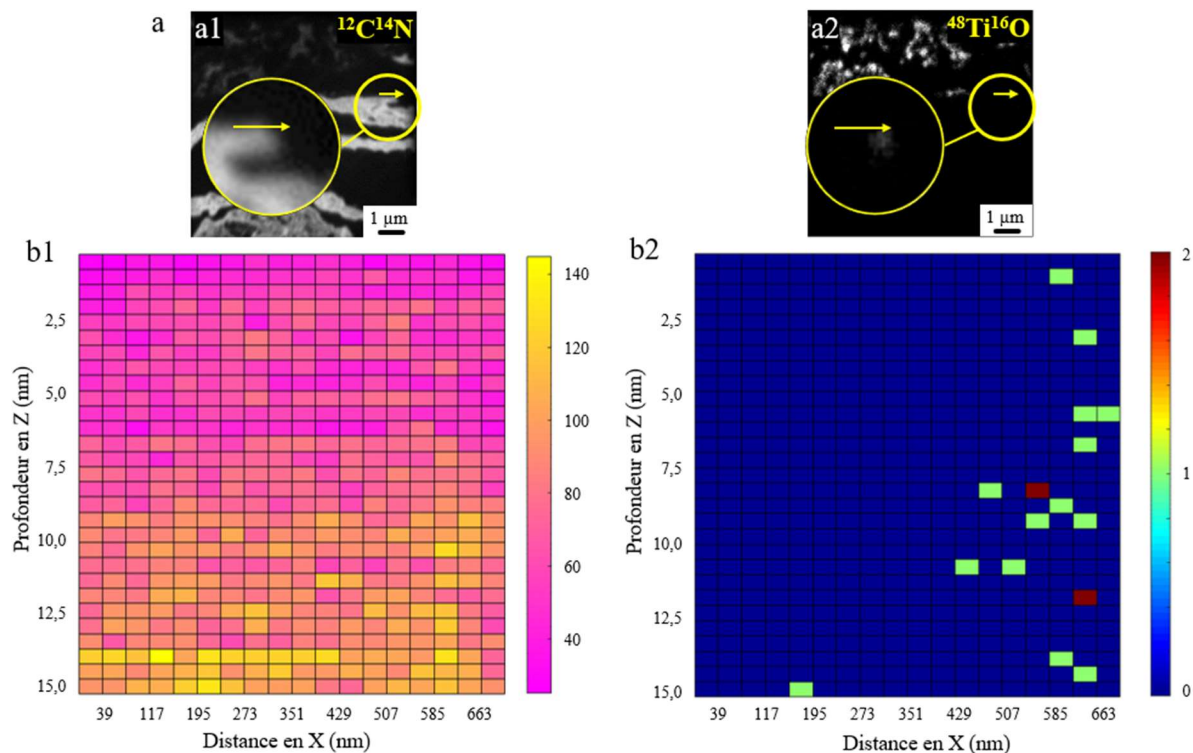 a
a1
¹²C¹⁴N
1 µm
a2
⁴⁸Ti¹⁶O
1 µm
b1
Profondeur en Z (nm)
2,5
5,0
7,5
10,0
12,5
15,0
39 117 195 273 351 429 507 585 663
Distance en X (nm)
140
120
100
80
60
40
b2
Profondeur en Z (nm)
2,5
5,0
7,5
10,0
12,5
15,0
39 117 195 273 351 429 507 585 663
Distance en X (nm)
2
1
0